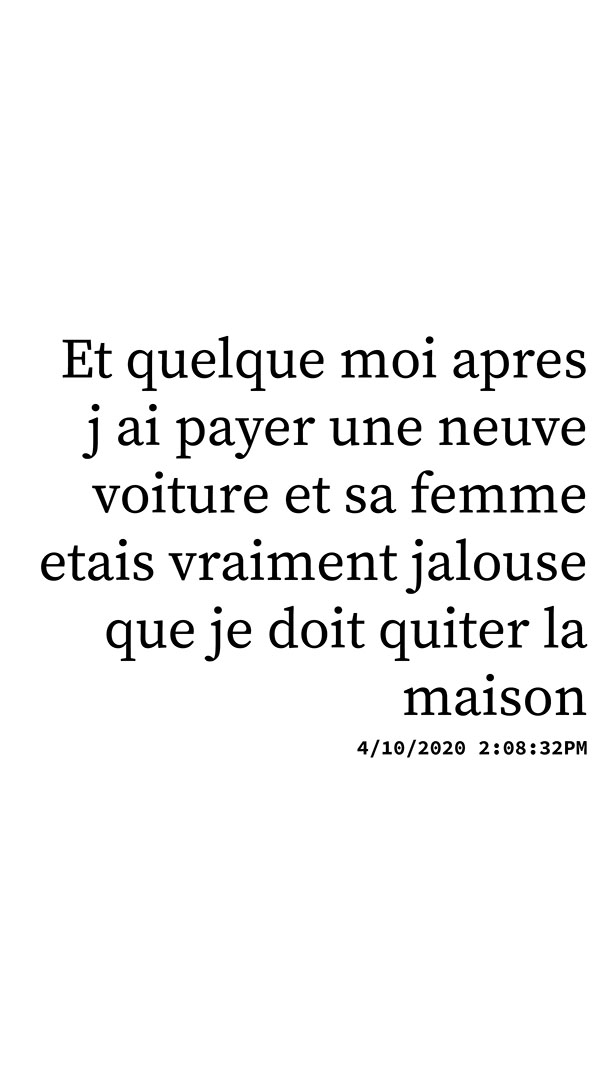 Et quelque moi apres
j ai payer une neuve
voiture et sa femme
etais vraiment jalouse
que je doit quiter la
maison
4/10/2020 2:08:32PM